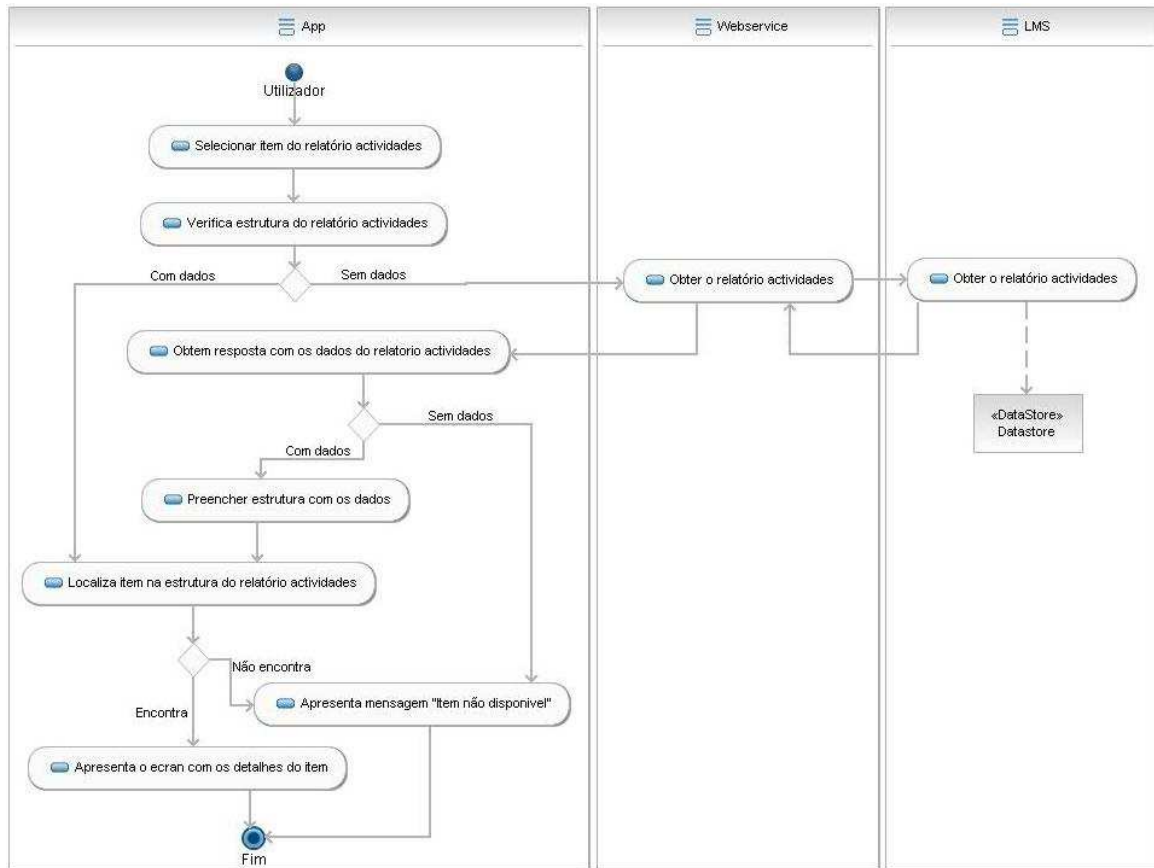 App
Webservice
LMS
Utilizador
Selecionar item do relatório actividades
Verifica estrutura do relatório actividades
Com dados
Sem dados
Obter o relatório actividades
Obter o relatório actividades
Obtem resposta com os dados do relatorio actividades
Sem dados
«DataStore»
Datastore
Com dados
Preencher estrutura com os dados
Localiza item na estrutura do relatório actividades
Não encontra
Encontra
Apresenta mensagem "Item não disponivel"
Apresenta o ecran com os detalhes do item
Fim